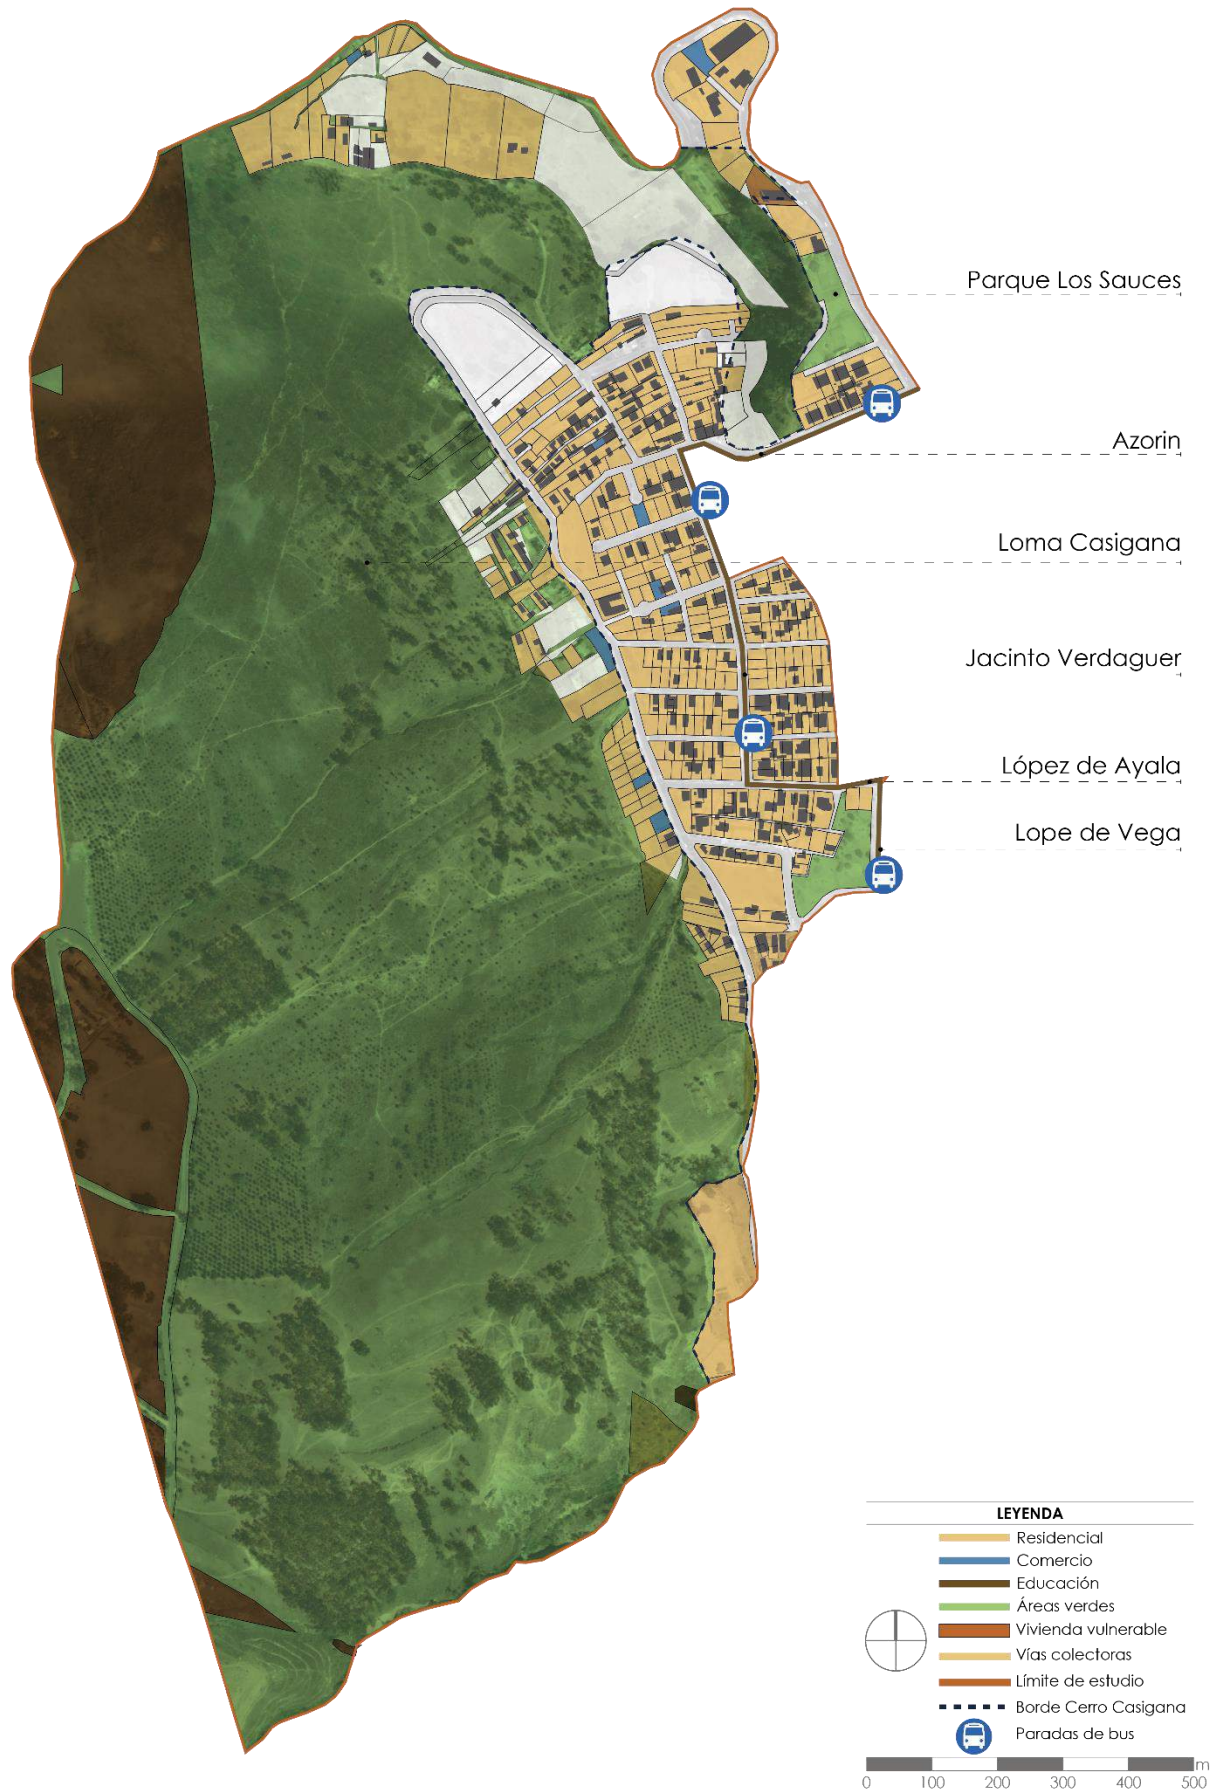 Parque Los Sauces
Azorin
Loma Casigana
Jacinto Verdaguer
López de Ayala
Lope de Vega
LEYENDA
Residencial
Comercio
Educación
Áreas verdes
Vivienda vulnerable
Vías colectoras
Límite de estudio
Borde Cerro Casigana
Paradas de bus
m
0 100 200 300 400 500